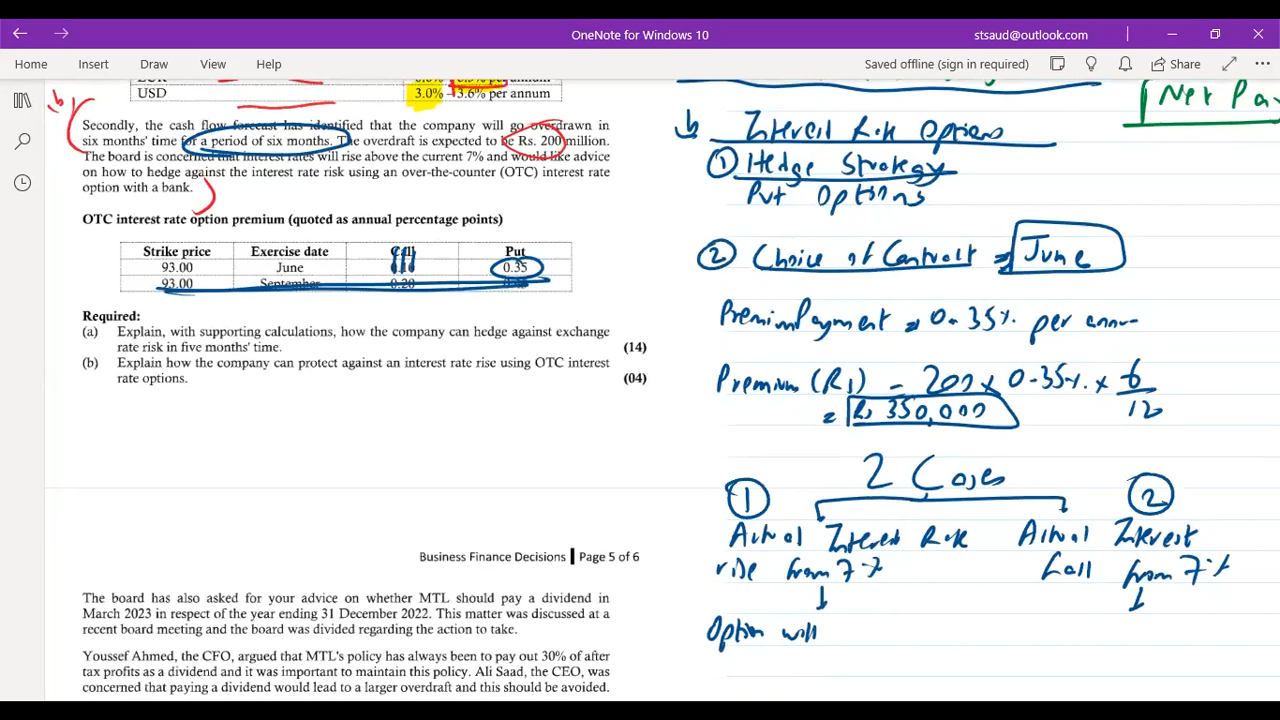 OneNote for Windows 10
stsaud@outlook.com
Home Insert Draw View Help
Saved offline (sign in required)
Share
USD 3.0% – 3.6% per annum
Net Pa
(b)
Secondly, the cash flow forecast has identified that the company will go overdrawn in
six months' time for a period of six months. The overdraft is expected to be Rs. 200 million.
The board is concerned that interest rates will rise above the current 7% and would like advice
on how to hedge against the interest rate risk using an over-the-counter (OTC) interest rate
option with a bank.
OTC interest rate option premium (quoted as annual percentage points)
Strike price Exercise date Call Put
93.00 June 0.35
93.00 September 0.20
Required:
(a) Explain, with supporting calculations, how the company can hedge against exchange
rate risk in five months' time. (14)
(b) Explain how the company can protect against an interest rate rise using OTC interest
rate options. (04)
Business Finance Decisions Page 5 of 6
The board has also asked for your advice on whether MTL should pay a dividend in
March 2023 in respect of the year ending 31 December 2022. This matter was discussed at a
recent board meeting and the board was divided regarding the action to take.
Youssef Ahmed, the CFO, argued that MTL's policy has always been to pay out 30% of after
tax profits as a dividend and it was important to maintain this policy. Ali Saad, the CEO, was
concerned that paying a dividend would lead to a larger overdraft and this should be avoided.
b Interest Risk Options
① Hedge Strategy
Put Options
② Choice of Contract = June
Premium Payment = 0.35% per annum
Premium (Rs) = 200 × 0.35% × 6/12
= Rs 350,000
2 Cases
① ②
Actual Interest Rate Actual Interest
rise from 7% fall from 7%
Option will